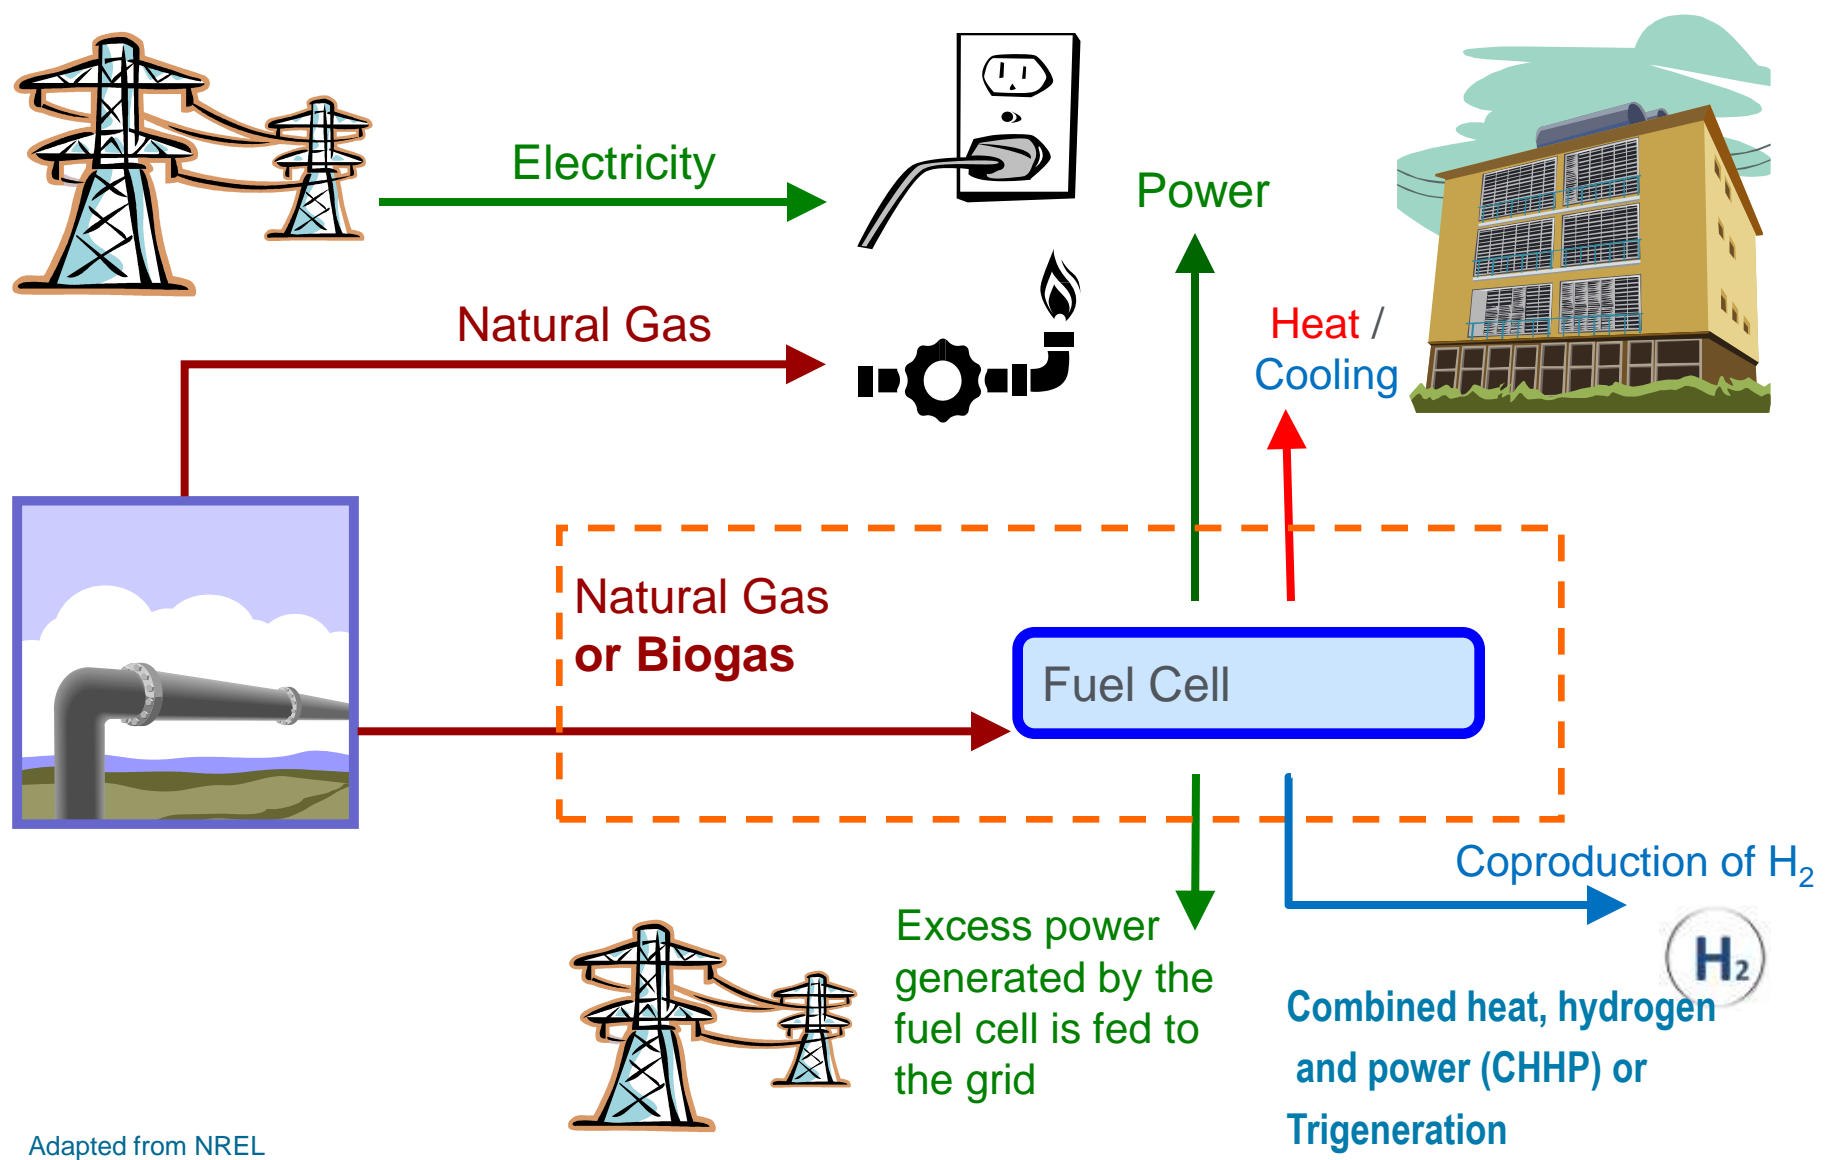 Electricity
Power
Natural Gas
Heat /
Cooling
Natural Gas
or Biogas
Fuel Cell
Coproduction of H2
Excess power
generated by the
fuel cell is fed to
the grid
H2
Combined heat, hydrogen
and power (CHHP) or
Trigeneration
Adapted from NREL